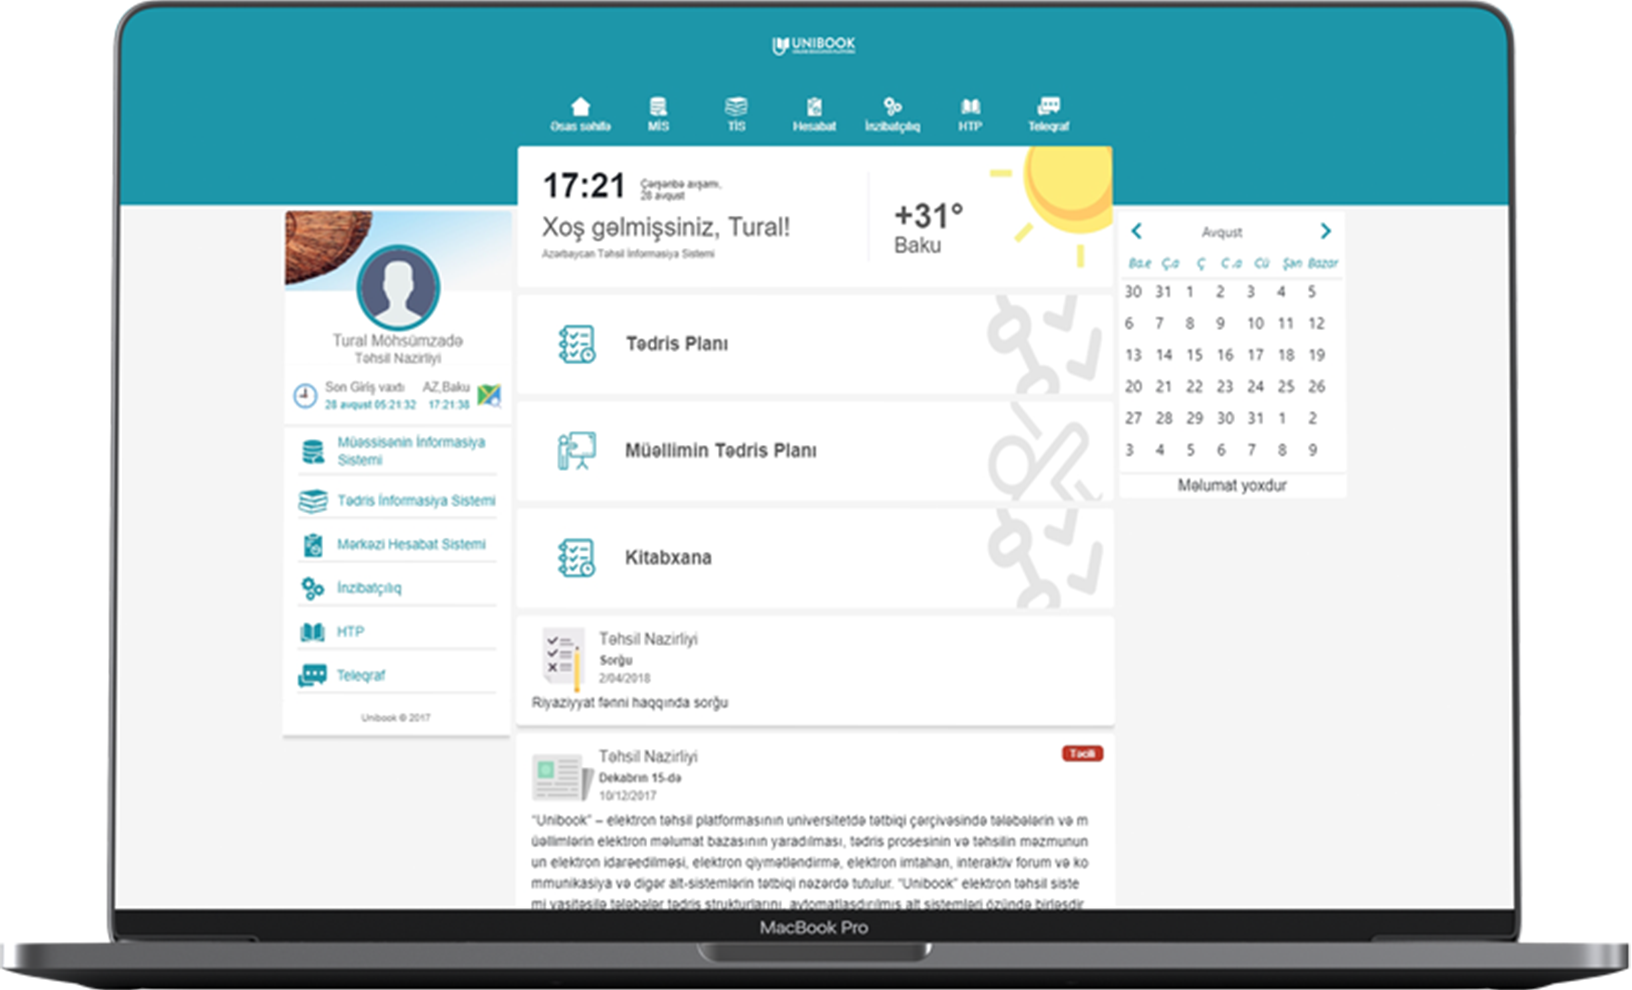 UNIBOOK
Əsas səhifə
MİS
TİS
Hesabat
İnzibatçılıq
HTP
Teleqraf
17:21
Çərşənbə axşamı,
28 avqust
Xoş gəlmişsiniz, Tural!
Azərbaycan Təhsil İnformasiya Sistemi
+31°
Baku
Tural Möhsümzadə
Təhsil Nazirliyi
Son Giriş vaxtı
28 avqust 05:21:32
AZ,Baku
17:21:38
Müəssisənin İnformasiya
Sistemi
Tədris İnformasiya Sistemi
Mərkəzi Hesabat Sistemi
İnzibatçılıq
HTP
Teleqraf
Unibook © 2017
Tədris Planı
Müəllimin Tədris Planı
Kitabxana
Təhsil Nazirliyi
Sorğu
2/04/2018
Riyaziyyat fənni haqqında sorğu
Təhsil Nazirliyi
Təcili
Dekabrın 15-də
10/12/2017
“Unibook” – elektron təhsil platformasının universitetdə tətbiqi çərçivəsində tələbələrin və m
üəllimlərin elektron məlumat bazasının yaradılması, tədris prosesinin və təhsilin məzmunun
un elektron idarəedilməsi, elektron qiymətləndirmə, elektron imtahan, interaktiv forum və ko
mmunikasiya və digər alt-sistemlərin tətbiqi nəzərdə tutulur. “Unibook” elektron təhsil siste
mi vasitəsilə tələbələr tədris strukturlarını, avtomatlaşdırılmış alt sistemləri özündə birləşdir
Avqust
Ba.e Ç.a Ç C.a Cü Şən Bazar
30 31 1 2 3 4 5
6 7 8 9 10 11 12
13 14 15 16 17 18 19
20 21 22 23 24 25 26
27 28 29 30 31 1 2
3 4 5 6 7 8 9
Məlumat yoxdur
MacBook Pro